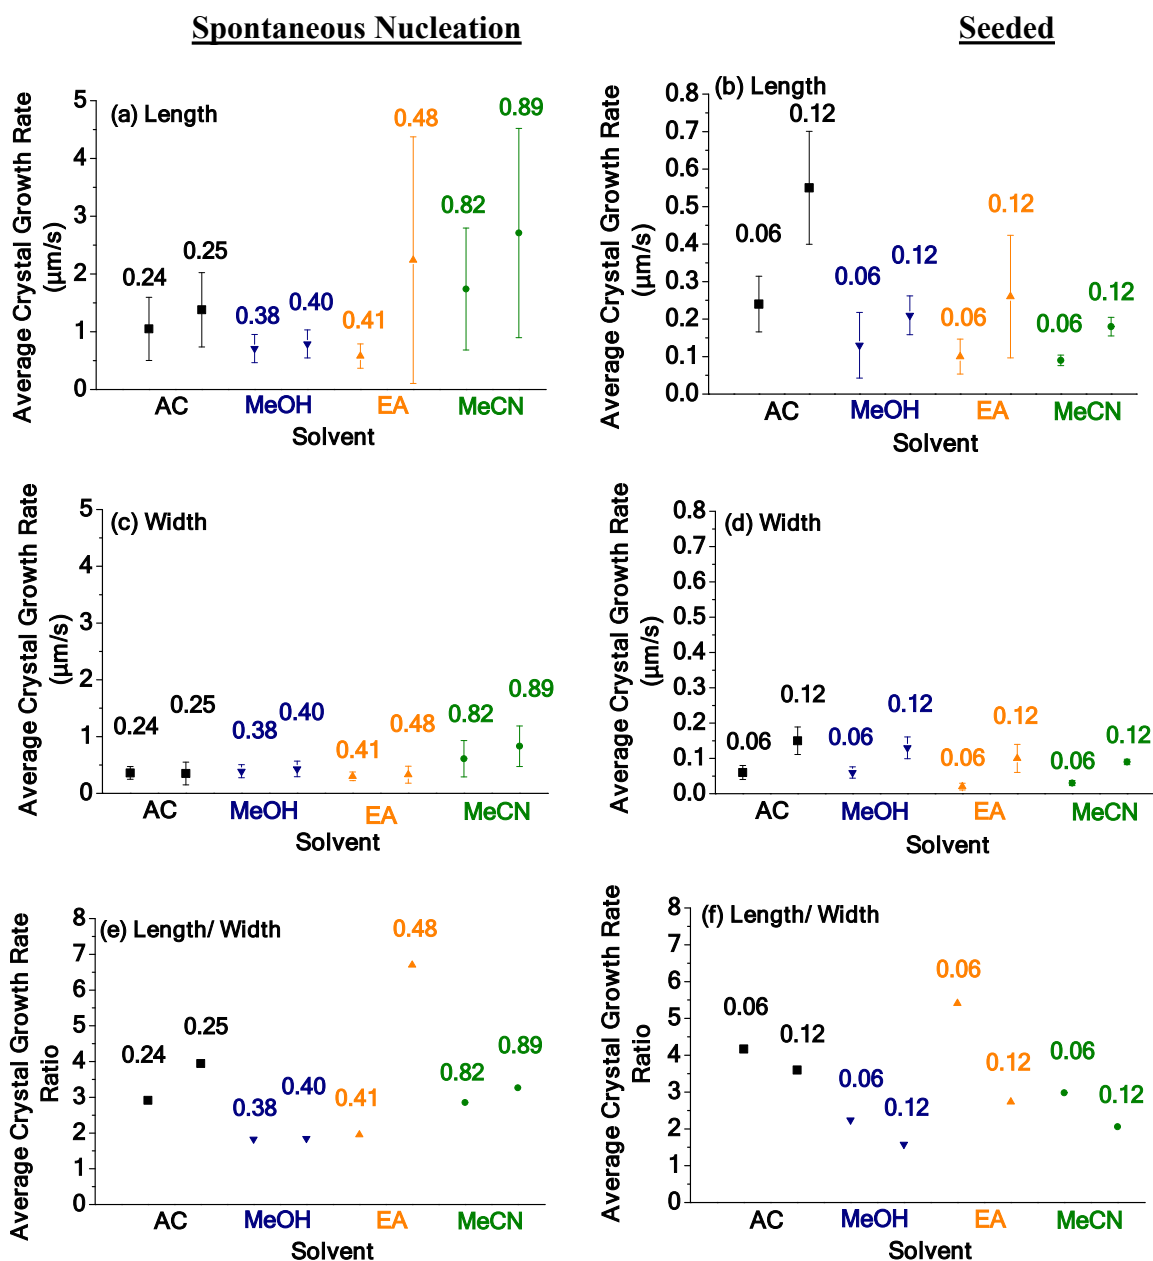 Spontaneous Nucleation
Seeded
(a) Length
Average Crystal Growth Rate
(µm/s)
5
4
3
2
1
0
0.24
0.25
0.38
0.40
0.41
0.48
0.82
0.89
AC
MeOH
EA
MeCN
Solvent
(b) Length
Average Crystal Growth Rate
(µm/s)
0.8
0.7
0.6
0.5
0.4
0.3
0.2
0.1
0.0
0.06
0.12
0.06
0.12
0.06
0.12
0.06
0.12
AC
MeOH
EA
MeCN
Solvent
(c) Width
Average Crystal Growth Rate
(µm/s)
5
4
3
2
1
0
0.24
0.25
0.38
0.40
0.41
0.48
0.82
0.89
AC
MeOH
EA
MeCN
Solvent
(d) Width
Average Crystal Growth Rate
(µm/s)
0.8
0.7
0.6
0.5
0.4
0.3
0.2
0.1
0.0
0.06
0.12
0.06
0.12
0.06
0.12
0.06
0.12
AC
MeOH
EA
MeCN
Solvent
(e) Length/ Width
Average Crystal Growth Rate
Ratio
8
7
6
5
4
3
2
1
0
0.24
0.25
0.38
0.40
0.41
0.48
0.82
0.89
AC
MeOH
EA
MeCN
Solvent
(f) Length/ Width
Average Crystal Growth Rate
Ratio
8
7
6
5
4
3
2
1
0
0.06
0.12
0.06
0.12
0.06
0.12
0.06
0.12
AC
MeOH
EA
MeCN
Solvent